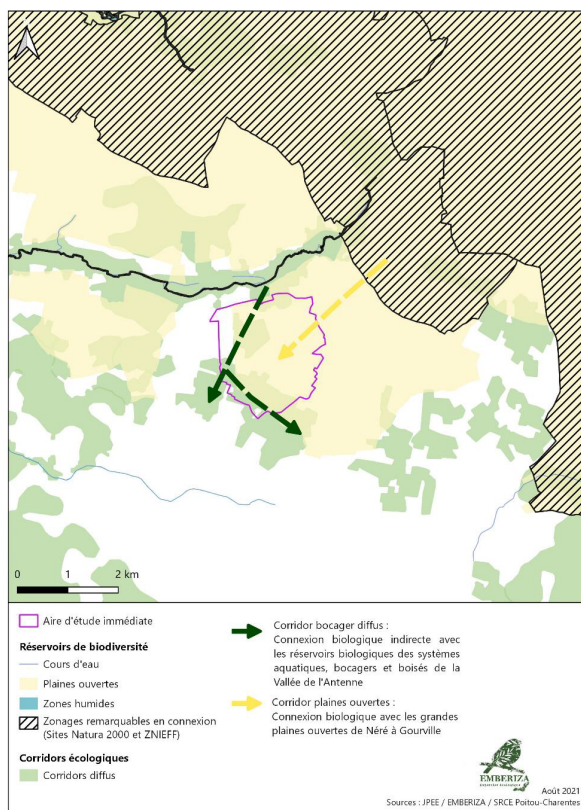 0 1 2 km
Aire d'étude immédiate
Réservoirs de biodiversité
Cours d'eau
Plaines ouvertes
Zones humides
Zonages remarquables en connexion
(Sites Natura 2000 et ZNIEFF)
Corridors écologiques
Corridors diffus
Corridor bocager diffus :
Connexion biologique indirecte avec
les réservoirs biologiques des systèmes
aquatiques, bocagers et boisés de la
Vallée de l'Antenne
Corridor plaines ouvertes :
Connexion biologique avec les grandes
plaines ouvertes de Néré à Gourville
EMBERIZA
Août 2021
Sources : JPEE / EMBERIZA / SRCE Poitou-Charentes